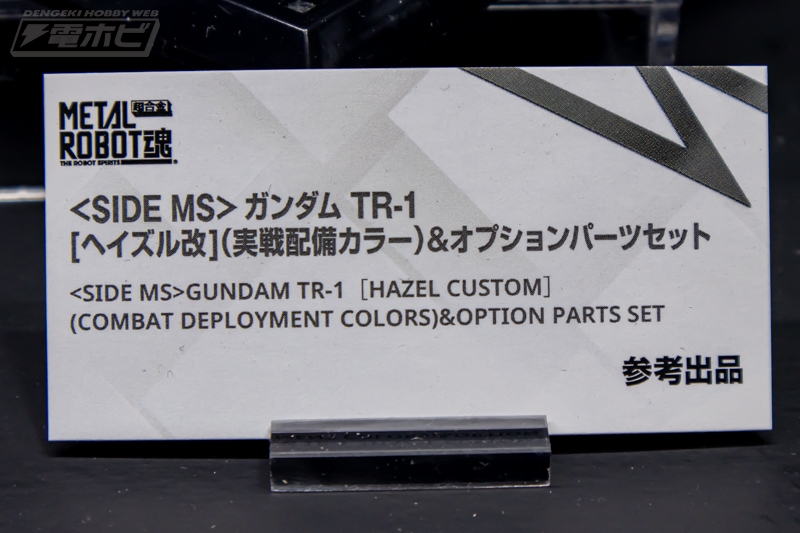 DENGEKI HOBBY WEB
電ホビ
METAL 超合金
ROBOT魂
THE ROBOT SPIRITS
<SIDE MS> ガンダム TR-1
[ヘイズル改](実戦配備カラー)&オプションパーツセット
<SIDE MS>GUNDAM TR-1 [HAZEL CUSTOM]
(COMBAT DEPLOYMENT COLORS)&OPTION PARTS SET
参考出品